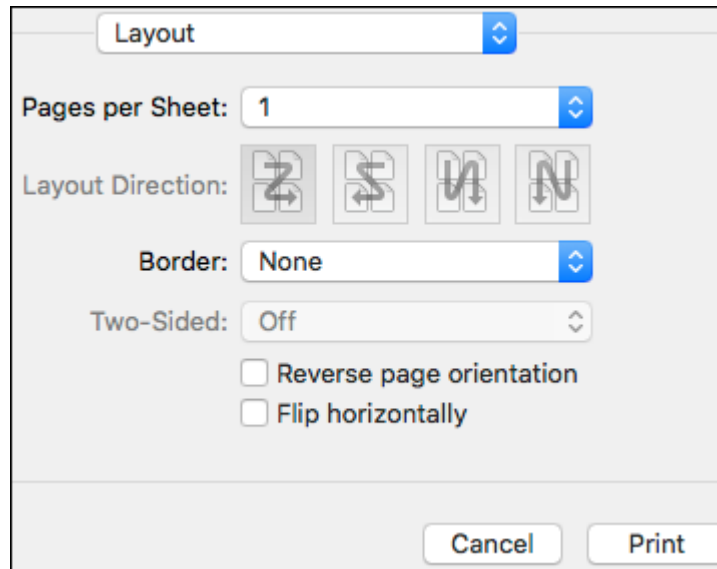 Layout
Pages per Sheet: 1
Layout Direction:
Border: None
Two-Sided: Off
Reverse page orientation
Flip horizontally
Cancel Print